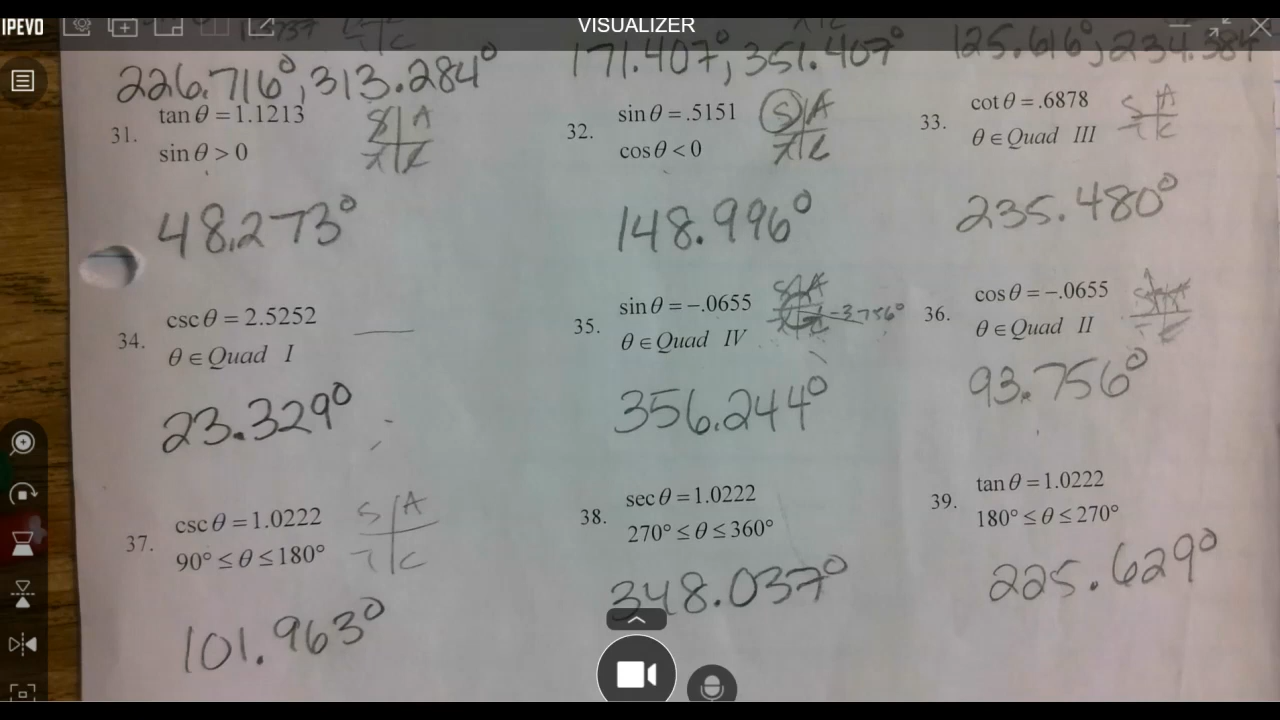 IPEVO
VISUALIZER
226.716°, 313.284°
171.407°, 351.407°
125.616°, 234.384
31. tan θ = 1.1213
sin θ > 0
S A
T C
48.273°
32. sin θ = .5151
cos θ < 0
S A
T C
148.996°
33. cot θ = .6878
θ ∈ Quad III
S A
T C
235.480°
34. csc θ = 2.5252
θ ∈ Quad I
23.329°
35. sin θ = −.0655
θ ∈ Quad IV
S A
T C
-3.756°
356.244°
36. cos θ = −.0655
θ ∈ Quad II
S A
T C
93.756°
37. csc θ = 1.0222
90° ≤ θ ≤ 180°
S A
T C
101.963°
38. sec θ = 1.0222
270° ≤ θ ≤ 360°
348.037°
39. tan θ = 1.0222
180° ≤ θ ≤ 270°
225.629°